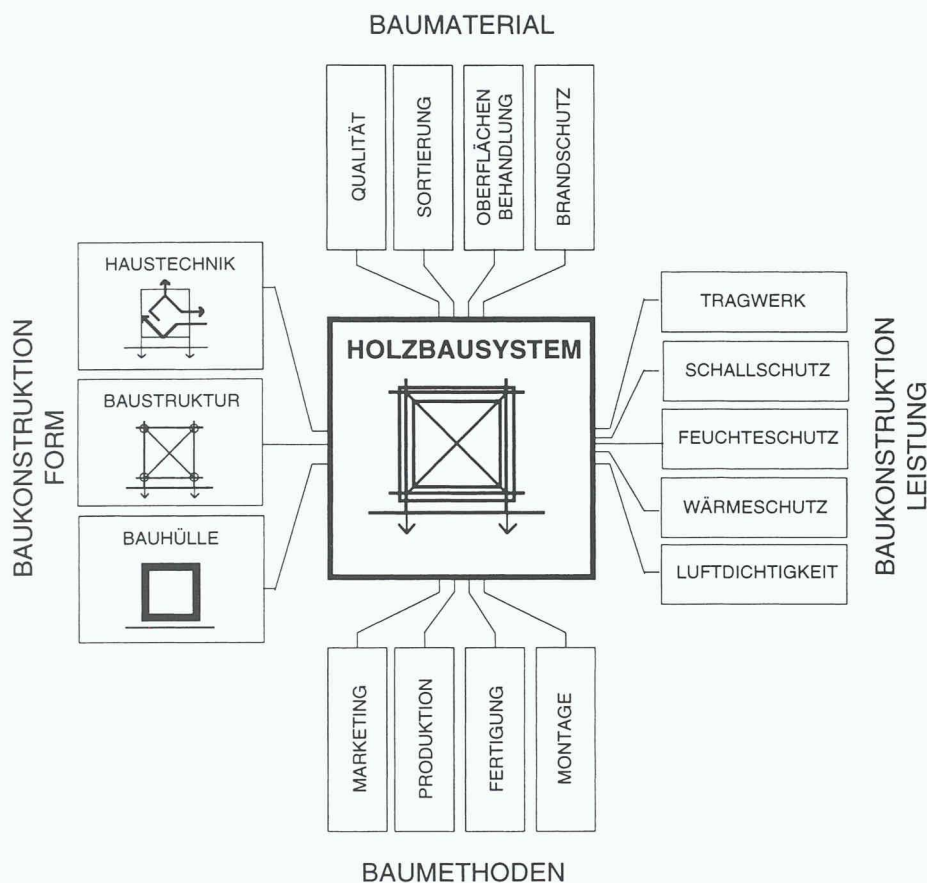 BAUMATERIAL
QUALITÄT
SORTIERUNG
OBERFLÄCHEN
BEHANDLUNG
BRANDSCHUTZ
BAUKONSTRUKTION
FORM
HAUSTECHNIK
BAUSTRUKTUR
BAUHÜLLE
HOLZBAUSYSTEM
TRAGWERK
SCHALLSCHUTZ
FEUCHTESCHUTZ
WÄRMESCHUTZ
LUFTDICHTIGKEIT
BAUKONSTRUKTION
LEISTUNG
MARKETING
PRODUKTION
FERTIGUNG
MONTAGE
BAUMETHODEN